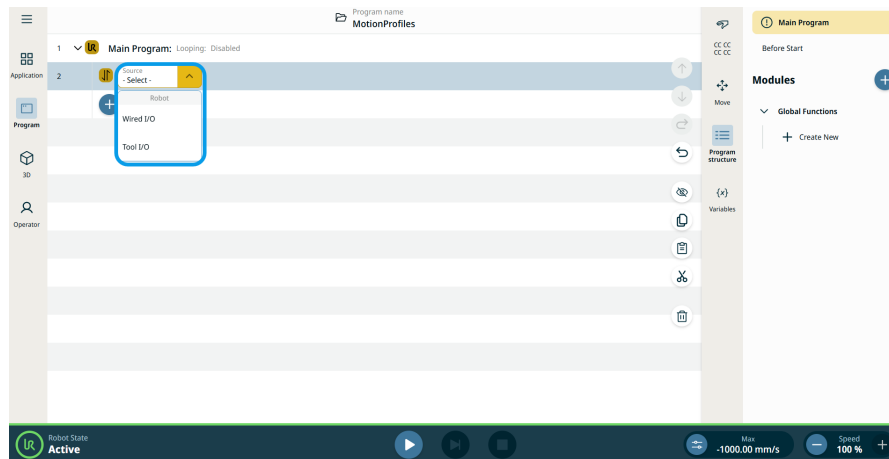 Program name
MotionProfiles
Main Program
1
Main Program: Looping: Disabled
CC CC
CC CC
Before Start
Application
2
Source
- Select -
Modules
Robot
Move
Wired I/O
Global Functions
Program
Tool I/O
Create New
Program
structure
3D
{x}
Variables
Operator
UR
Robot State
Active
Max
-1000.00 mm/s
Speed
100 %